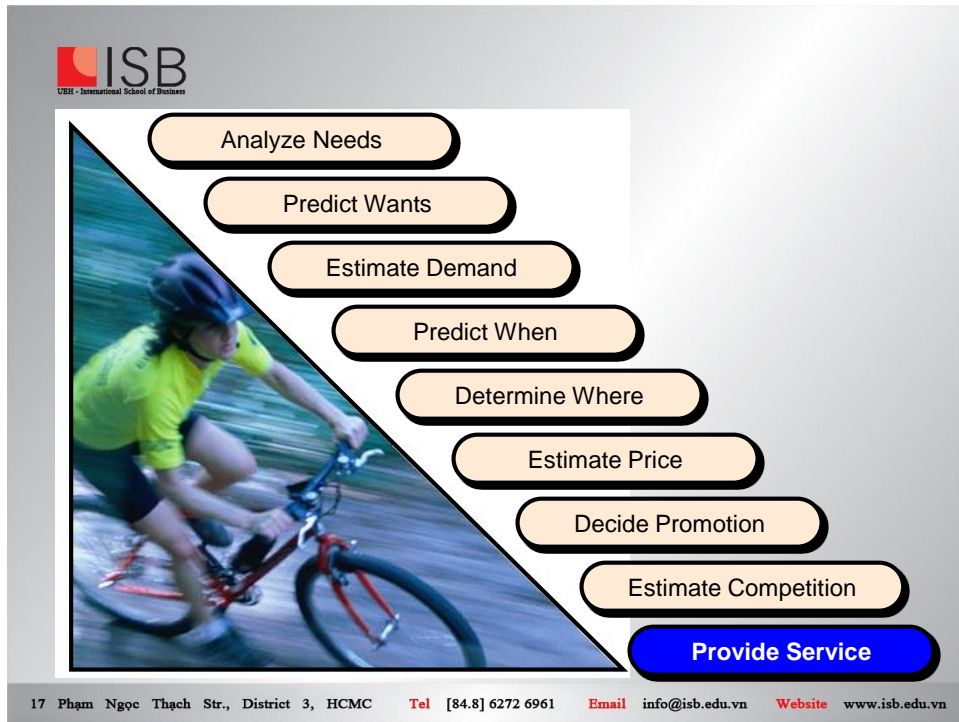 ISB
UEH - International School of Business
Analyze Needs
Predict Wants
Estimate Demand
Predict When
Determine Where
Estimate Price
Decide Promotion
Estimate Competition
Provide Service
17 Phạm Ngọc Thạch Str., District 3, HCMC Tel [84.8] 6272 6961 Email info@isb.edu.vn Website www.isb.edu.vn